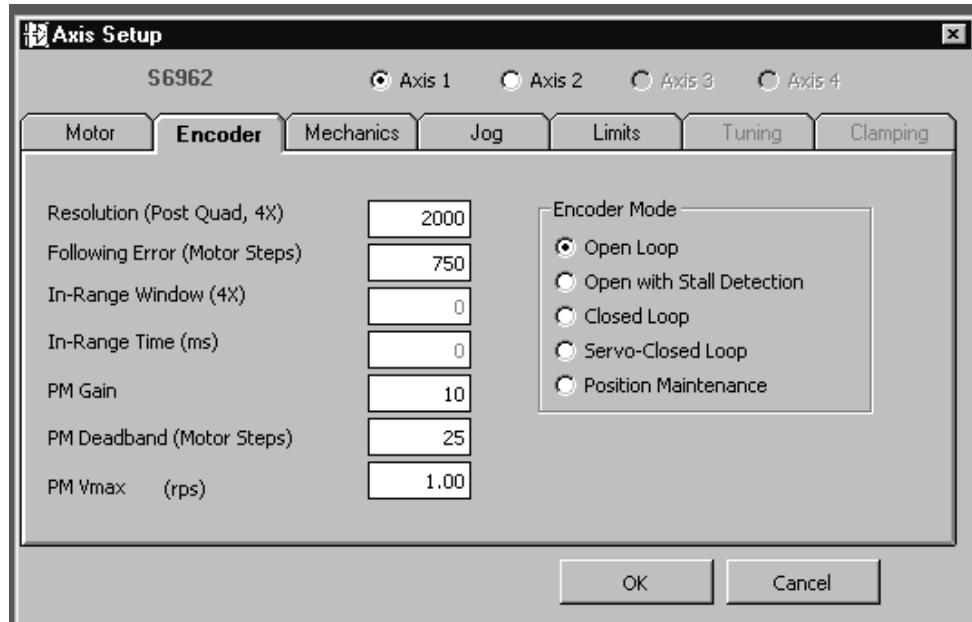 Axis Setup
S6962
Axis 1
Axis 2
Axis 3
Axis 4
Motor
Encoder
Mechanics
Jog
Limits
Tuning
Clamping
Resolution (Post Quad, 4X)
2000
Following Error (Motor Steps)
750
In-Range Window (4X)
0
In-Range Time (ms)
0
PM Gain
10
PM Deadband (Motor Steps)
25
PM Vmax (rps)
1.00
Encoder Mode
Open Loop
Open with Stall Detection
Closed Loop
Servo-Closed Loop
Position Maintenance
OK
Cancel